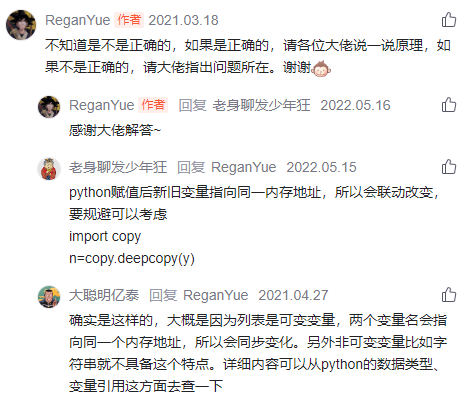 ReganYue 作者 2021.03.18
不知道是不是正确的，如果是正确的，请各位大佬说一说原理，如
果不是正确的，请大佬指出问题所在。谢谢
ReganYue 作者 回复 老身聊发少年狂 2022.05.16
感谢大佬解答~
老身聊发少年狂 回复 ReganYue 2022.05.15
python赋值后新旧变量指向同一内存地址，所以会联动改变，
要规避可以考虑
import copy
n=copy.deepcopy(y)
大聪明亿泰 回复 ReganYue 2021.04.27
确实是这样的，大概是因为列表是可变变量，两个变量名会指
向同一个内存地址，所以会同步变化。另外非可变变量比如字
符串就不具备这个特点。详细内容可以从python的数据类型、
变量引用这方面去查一下